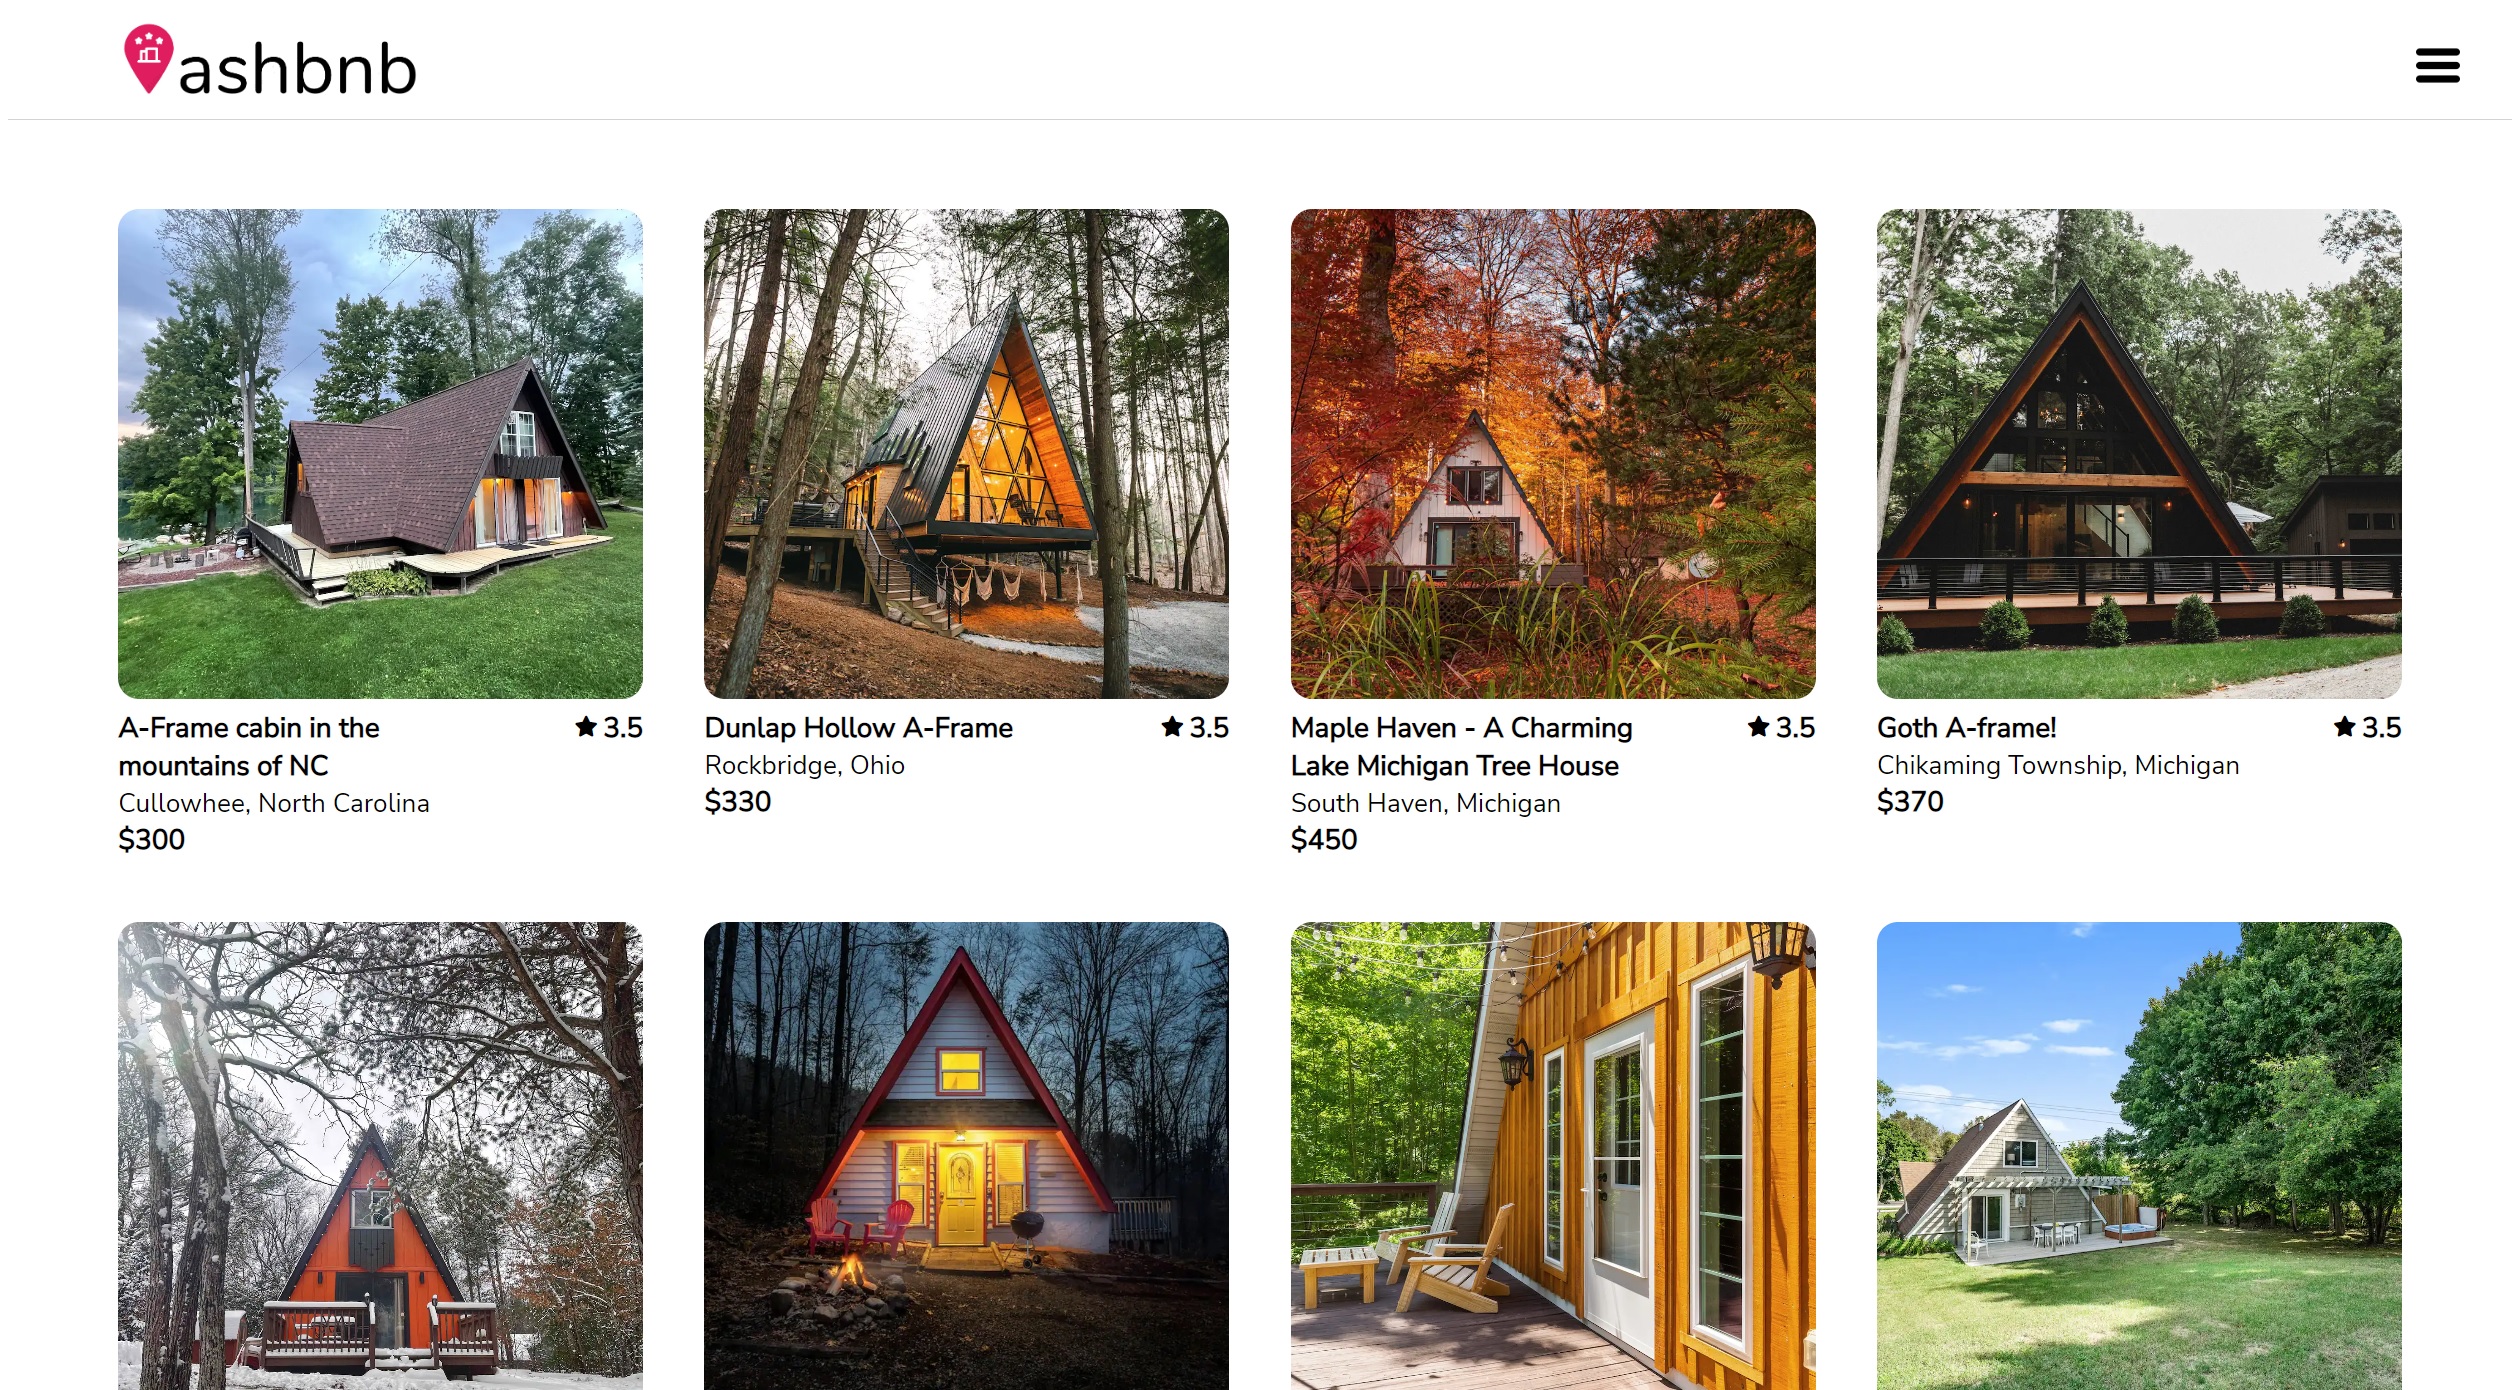 ashbnb
A-Frame cabin in the
mountains of NC
3.5
Cullowhee, North Carolina
$300
Dunlap Hollow A-Frame
3.5
Rockbridge, Ohio
$330
Maple Haven - A Charming
Lake Michigan Tree House
3.5
South Haven, Michigan
$450
Goth A-frame!
3.5
Chikaming Township, Michigan
$370